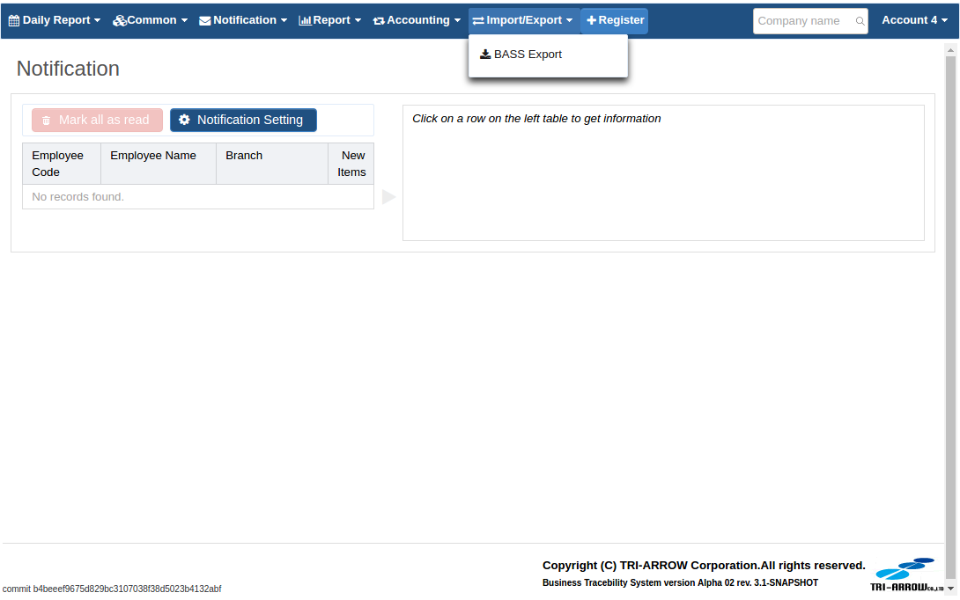 Daily Report Common Notification Report Accounting Import/Export Register Company name Account 4
BASS Export
Notification
Mark all as read Notification Setting
Click on a row on the left table to get information
Employee Code Employee Name Branch New Items
No records found.
Copyright (C) TRI-ARROW Corporation.All rights reserved.
Business Tracebility System version Alpha 02 rev. 3.1-SNAPSHOT
TRI-ARROW CO.,LTD
commit b4beeef9675d829bc3107038f38d5023b4132abf